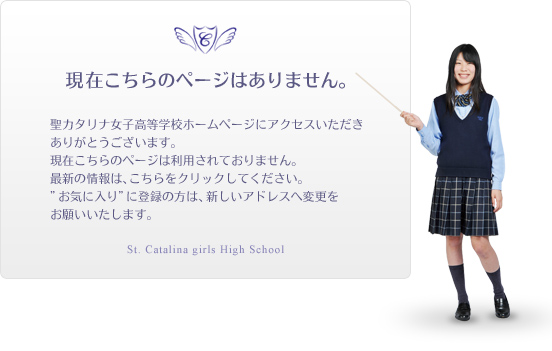 現在こちらのページはありません。
聖カタリナ女子高等学校ホームページにアクセスいただき
ありがとうございます。
現在こちらのページは利用されておりません。
最新の情報は、こちらをクリックしてください。
”お気に入り”に登録の方は、新しいアドレスへ変更を
お願いいたします。
St. Catalina girls High School